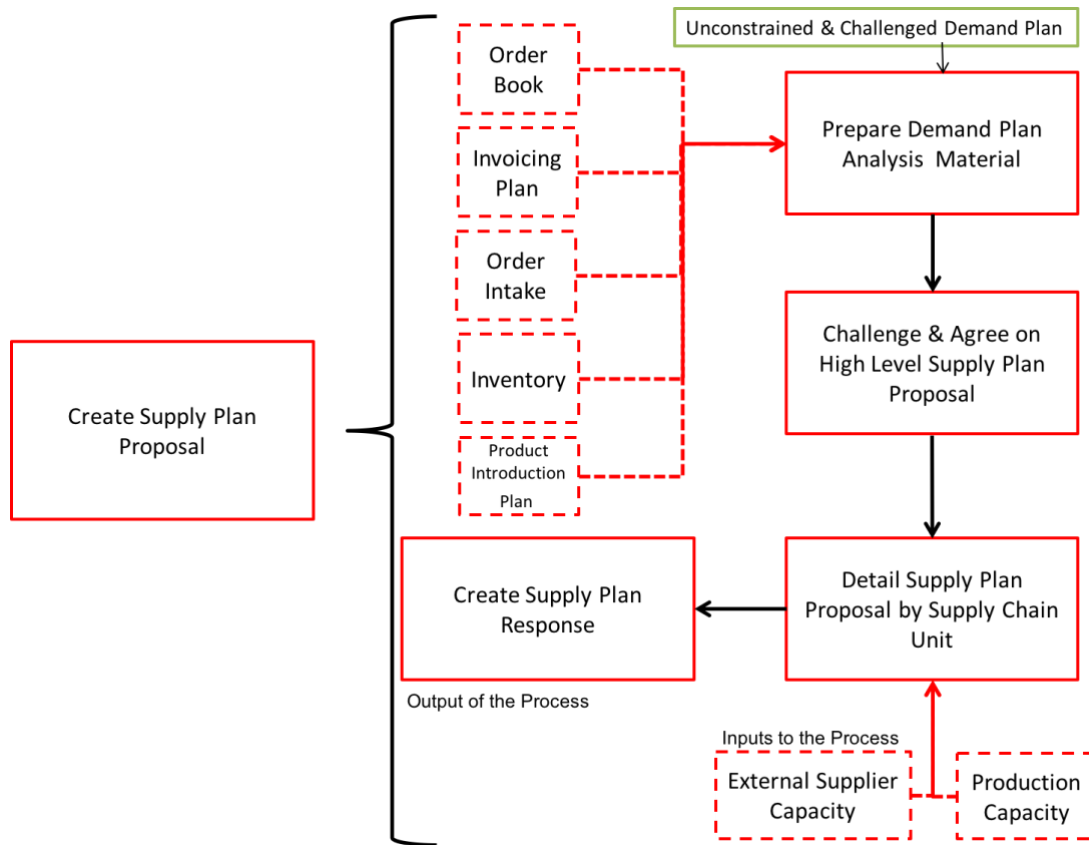 Unconstrained & Challenged Demand Plan
Order
Book
Invoicing
Plan
Order
Intake
Inventory
Product
Introduction
Plan
Prepare Demand Plan
Analysis Material
Challenge & Agree on
High Level Supply Plan
Proposal
Create Supply Plan
Proposal
Detail Supply Plan
Proposal by Supply Chain
Unit
Create Supply Plan
Response
Output of the Process
Inputs to the Process
External Supplier
Capacity
Production
Capacity